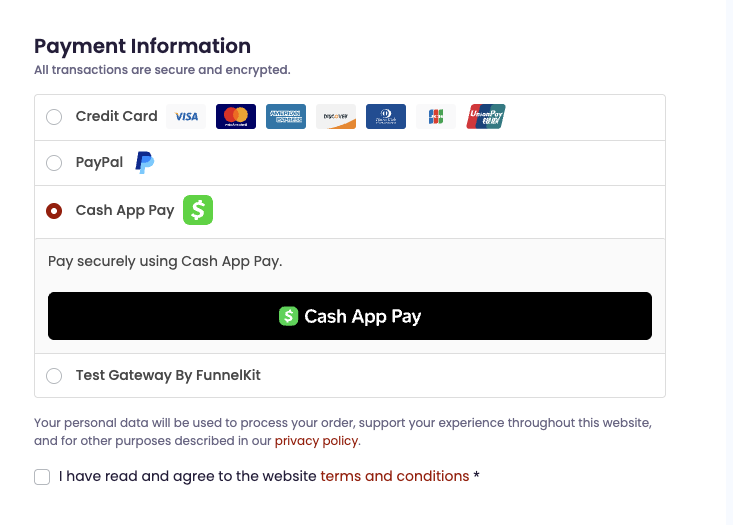 Payment Information
All transactions are secure and encrypted.
Credit Card VISA mastercard AMERICAN EXPRESS DISCOVER Diners Club JCB UnionPay 银联
PayPal
Cash App Pay $
Pay securely using Cash App Pay.
$ Cash App Pay
Test Gateway By FunnelKit
Your personal data will be used to process your order, support your experience throughout this website,
and for other purposes described in our privacy policy.
I have read and agree to the website terms and conditions *